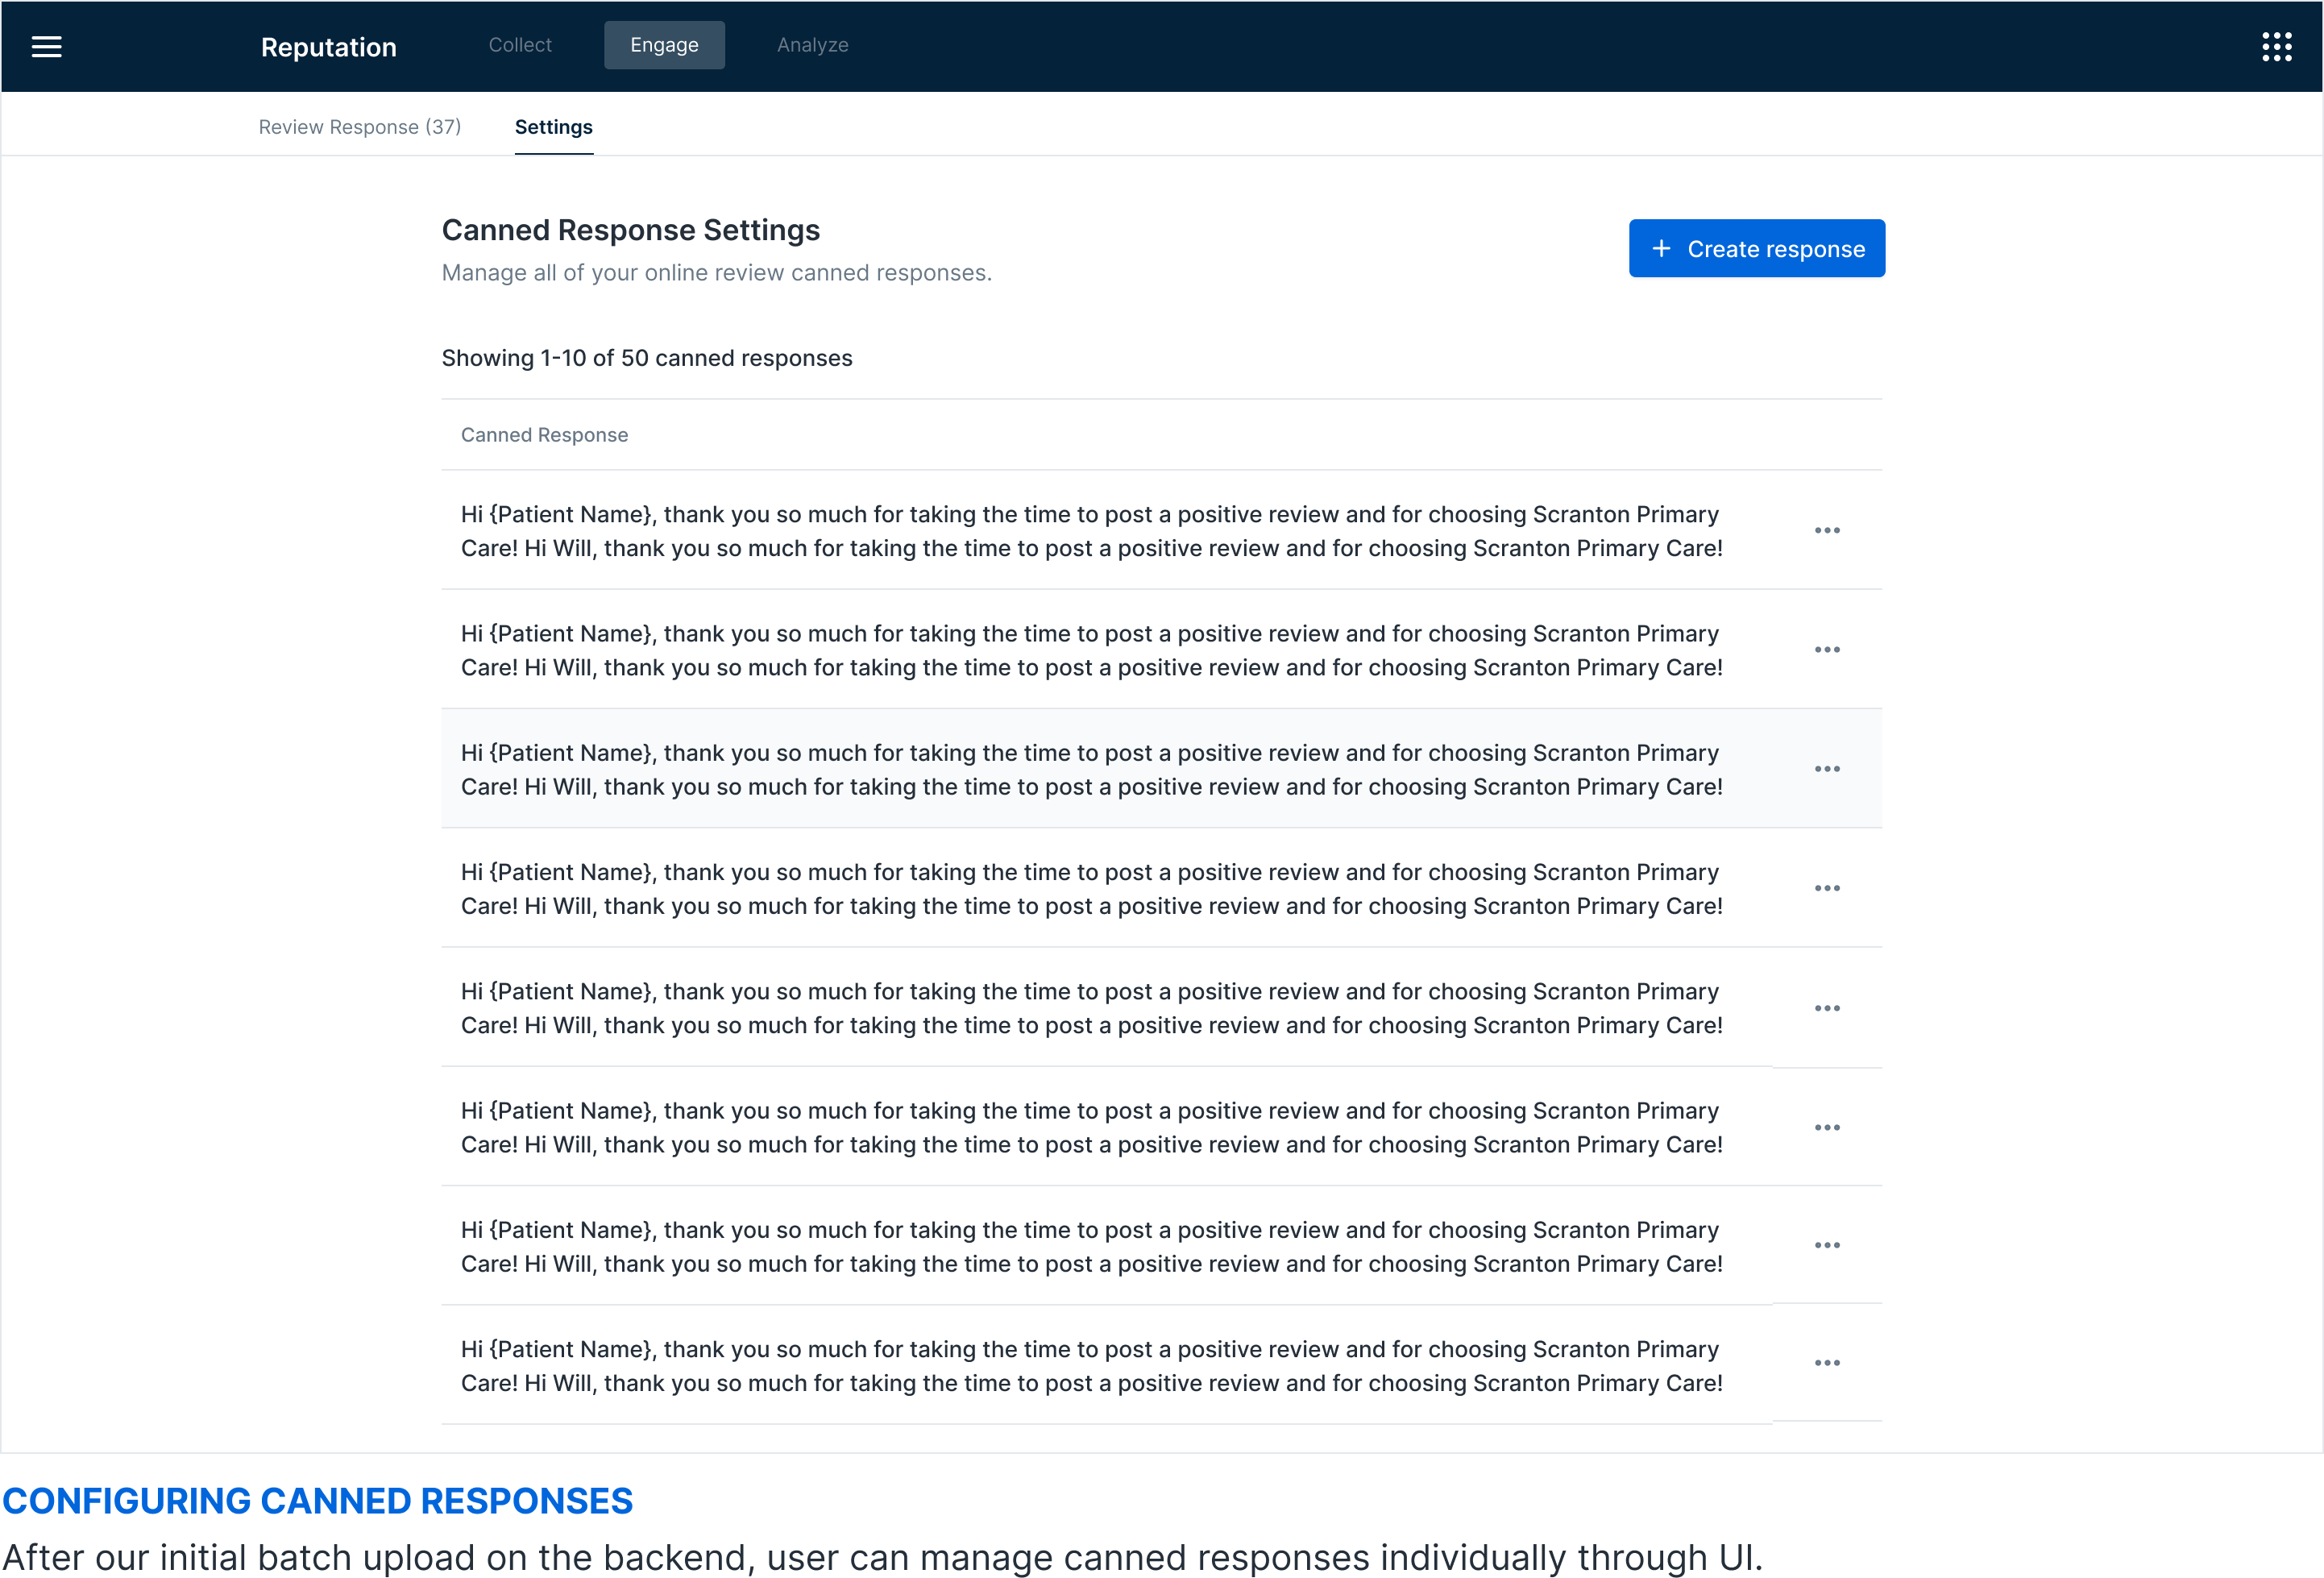 Reputation Collect Engage Analyze
Review Response (37) Settings
Canned Response Settings
+ Create response
Manage all of your online review canned responses.
Showing 1-10 of 50 canned responses
Canned Response
Hi {Patient Name}, thank you so much for taking the time to post a positive review and for choosing Scranton Primary
Care! Hi Will, thank you so much for taking the time to post a positive review and for choosing Scranton Primary Care!
Hi {Patient Name}, thank you so much for taking the time to post a positive review and for choosing Scranton Primary
Care! Hi Will, thank you so much for taking the time to post a positive review and for choosing Scranton Primary Care!
Hi {Patient Name}, thank you so much for taking the time to post a positive review and for choosing Scranton Primary
Care! Hi Will, thank you so much for taking the time to post a positive review and for choosing Scranton Primary Care!
Hi {Patient Name}, thank you so much for taking the time to post a positive review and for choosing Scranton Primary
Care! Hi Will, thank you so much for taking the time to post a positive review and for choosing Scranton Primary Care!
Hi {Patient Name}, thank you so much for taking the time to post a positive review and for choosing Scranton Primary
Care! Hi Will, thank you so much for taking the time to post a positive review and for choosing Scranton Primary Care!
Hi {Patient Name}, thank you so much for taking the time to post a positive review and for choosing Scranton Primary
Care! Hi Will, thank you so much for taking the time to post a positive review and for choosing Scranton Primary Care!
Hi {Patient Name}, thank you so much for taking the time to post a positive review and for choosing Scranton Primary
Care! Hi Will, thank you so much for taking the time to post a positive review and for choosing Scranton Primary Care!
Hi {Patient Name}, thank you so much for taking the time to post a positive review and for choosing Scranton Primary
Care! Hi Will, thank you so much for taking the time to post a positive review and for choosing Scranton Primary Care!
CONFIGURING CANNED RESPONSES
After our initial batch upload on the backend, user can manage canned responses individually through UI.